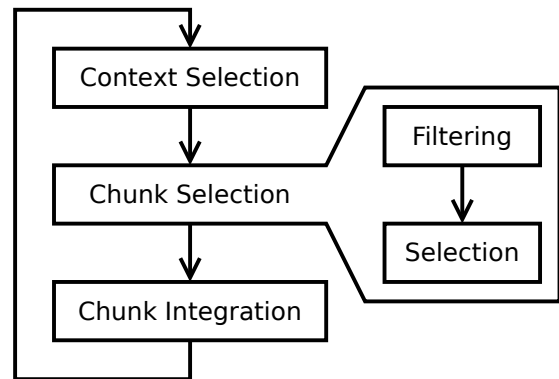 Context Selection
Chunk Selection
Chunk Integration
Filtering
Selection